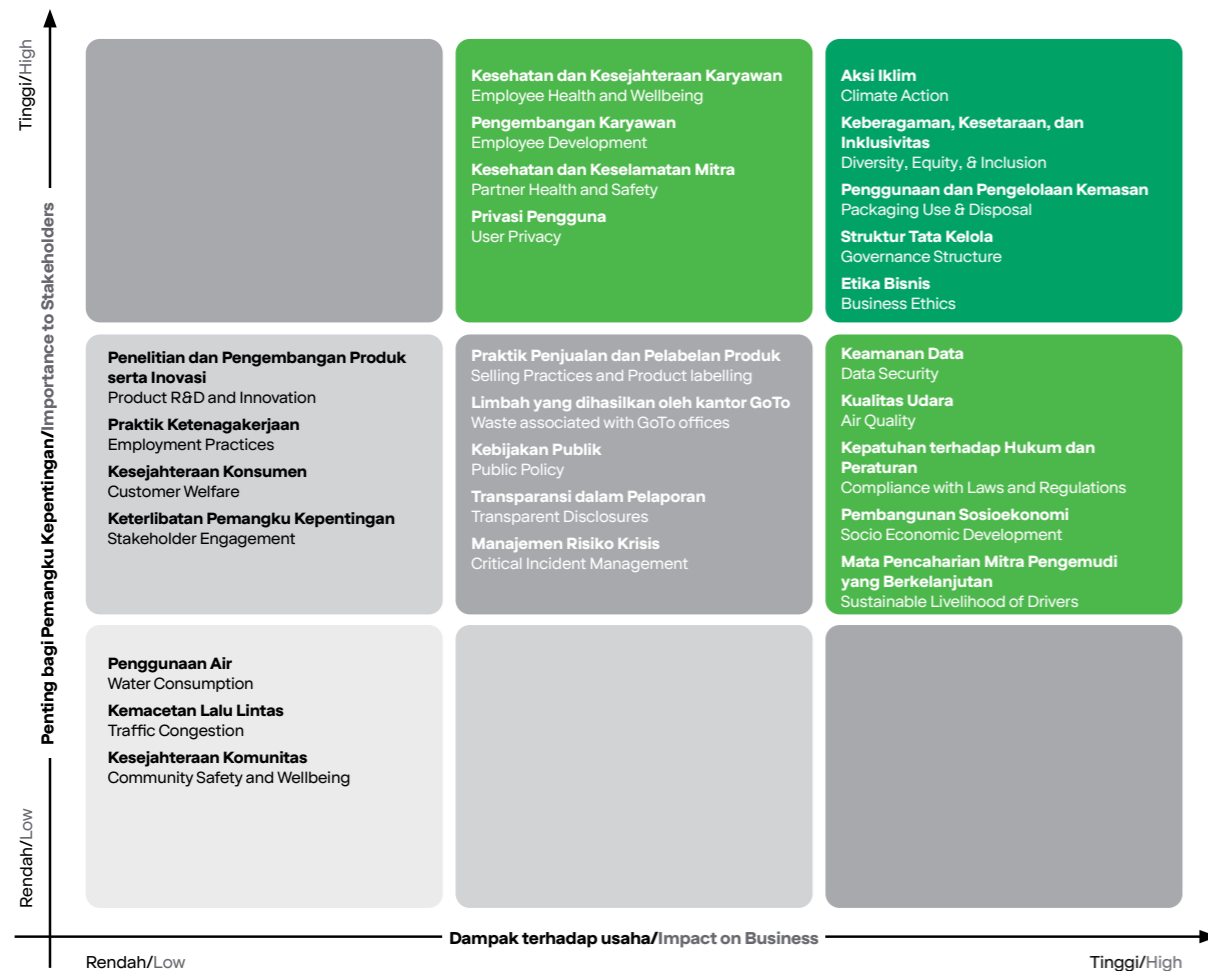 Tinggi/High
Penting bagi Pemangku Kepentingan/Importance to Stakeholders
Rendah/Low
Kesehatan dan Kesejahteraan Karyawan
Employee Health and Wellbeing
Pengembangan Karyawan
Employee Development
Kesehatan dan Keselamatan Mitra
Partner Health and Safety
Privasi Pengguna
User Privacy
Aksi Iklim
Climate Action
Keberagaman, Kesetaraan, dan
Inklusivitas
Diversity, Equity, & Inclusion
Penggunaan dan Pengelolaan Kemasan
Packaging Use & Disposal
Struktur Tata Kelola
Governance Structure
Etika Bisnis
Business Ethics
Penelitian dan Pengembangan Produk
serta Inovasi
Product R&D and Innovation
Praktik Ketenagakerjaan
Employment Practices
Kesejahteraan Konsumen
Customer Welfare
Keterlibatan Pemangku Kepentingan
Stakeholder Engagement
Praktik Penjualan dan Pelabelan Produk
Selling Practices and Product labelling
Limbah yang dihasilkan oleh kantor GoTo
Waste associated with GoTo offices
Kebijakan Publik
Public Policy
Transparansi dalam Pelaporan
Transparent Disclosures
Manajemen Risiko Krisis
Critical Incident Management
Keamanan Data
Data Security
Kualitas Udara
Air Quality
Kepatuhan terhadap Hukum dan
Peraturan
Compliance with Laws and Regulations
Pembangunan Sosioekonomi
Socio Economic Development
Mata Pencaharian Mitra Pengemudi
yang Berkelanjutan
Sustainable Livelihood of Drivers
Penggunaan Air
Water Consumption
Kemacetan Lalu Lintas
Traffic Congestion
Kesejahteraan Komunitas
Community Safety and Wellbeing
Dampak terhadap usaha/Impact on Business
Rendah/Low
Tinggi/High